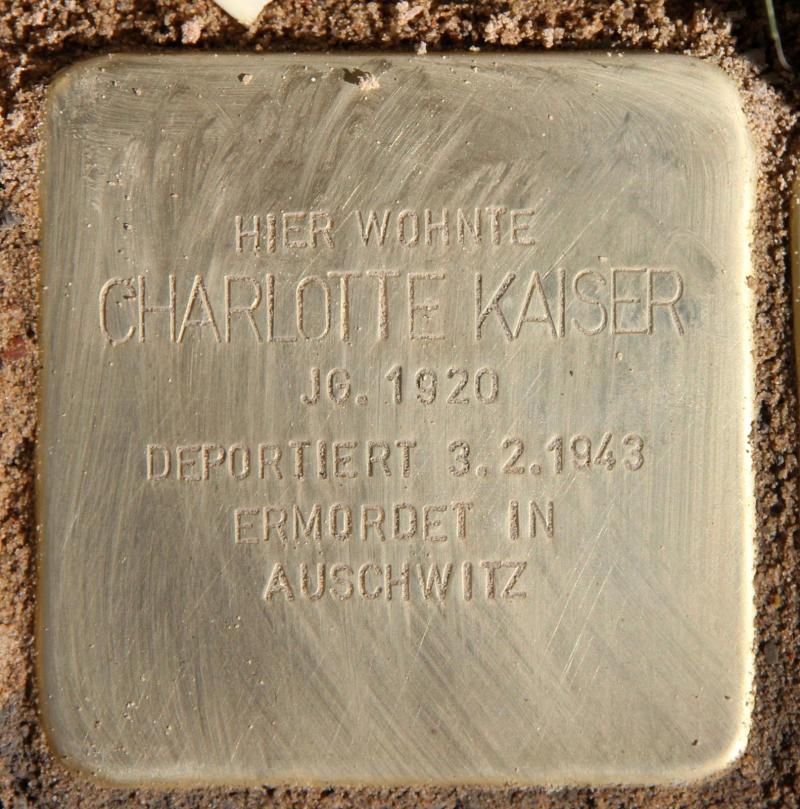 HIER WOHNTE
CHARLOTTE KAISER
JG. 1920
DEPORTIERT 3.2.1943
ERMORDET IN
AUSCHWITZ